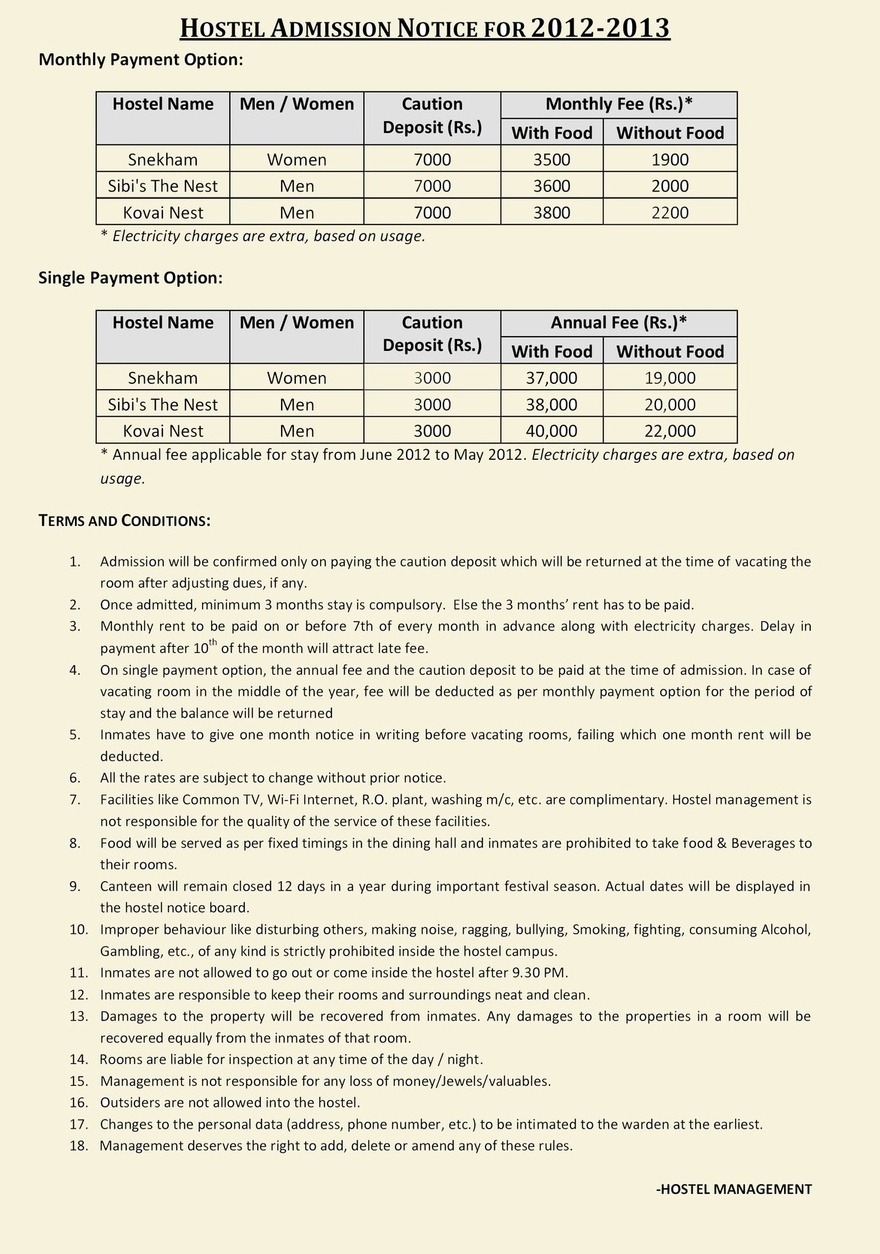 HOSTEL ADMISSION NOTICE FOR 2012-2013
Monthly Payment Option:
Hostel Name Men / Women Caution Deposit (Rs.) Monthly Fee (Rs.)*
With Food Without Food
Snekham Women 7000 3500 1900
Sibi's The Nest Men 7000 3600 2000
Kovai Nest Men 7000 3800 2200
* Electricity charges are extra, based on usage.
Single Payment Option:
Hostel Name Men / Women Caution Deposit (Rs.) Annual Fee (Rs.)*
With Food Without Food
Snekham Women 3000 37,000 19,000
Sibi's The Nest Men 3000 38,000 20,000
Kovai Nest Men 3000 40,000 22,000
* Annual fee applicable for stay from June 2012 to May 2012. Electricity charges are extra, based on
usage.
TERMS AND CONDITIONS:
1. Admission will be confirmed only on paying the caution deposit which will be returned at the time of vacating the
room after adjusting dues, if any.
2. Once admitted, minimum 3 months stay is compulsory. Else the 3 months' rent has to be paid.
3. Monthly rent to be paid on or before 7th of every month in advance along with electricity charges. Delay in
payment after 10th of the month will attract late fee.
4. On single payment option, the annual fee and the caution deposit to be paid at the time of admission. In case of
vacating room in the middle of the year, fee will be deducted as per monthly payment option for the period of
stay and the balance will be returned
5. Inmates have to give one month notice in writing before vacating rooms, failing which one month rent will be
deducted.
6. All the rates are subject to change without prior notice.
7. Facilities like Common TV, Wi-Fi Internet, R.O. plant, washing m/c, etc. are complimentary. Hostel management is
not responsible for the quality of the service of these facilities.
8. Food will be served as per fixed timings in the dining hall and inmates are prohibited to take food & Beverages to
their rooms.
9. Canteen will remain closed 12 days in a year during important festival season. Actual dates will be displayed in
the hostel notice board.
10. Improper behaviour like disturbing others, making noise, ragging, bullying, Smoking, fighting, consuming Alcohol,
Gambling, etc., of any kind is strictly prohibited inside the hostel campus.
11. Inmates are not allowed to go out or come inside the hostel after 9.30 PM.
12. Inmates are responsible to keep their rooms and surroundings neat and clean.
13. Damages to the property will be recovered from inmates. Any damages to the properties in a room will be
recovered equally from the inmates of that room.
14. Rooms are liable for inspection at any time of the day / night.
15. Management is not responsible for any loss of money/Jewels/valuables.
16. Outsiders are not allowed into the hostel.
17. Changes to the personal data (address, phone number, etc.) to be intimated to the warden at the earliest.
18. Management deserves the right to add, delete or amend any of these rules.
-HOSTEL MANAGEMENT